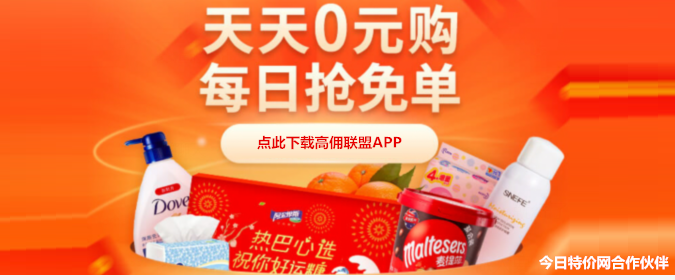 天天0元购
每日抢免单
点此下载高佣联盟APP
Dove
热巴心选
祝你好运糖
Maltesers
麦提莎
SINEFE
今日特价网合作伙伴